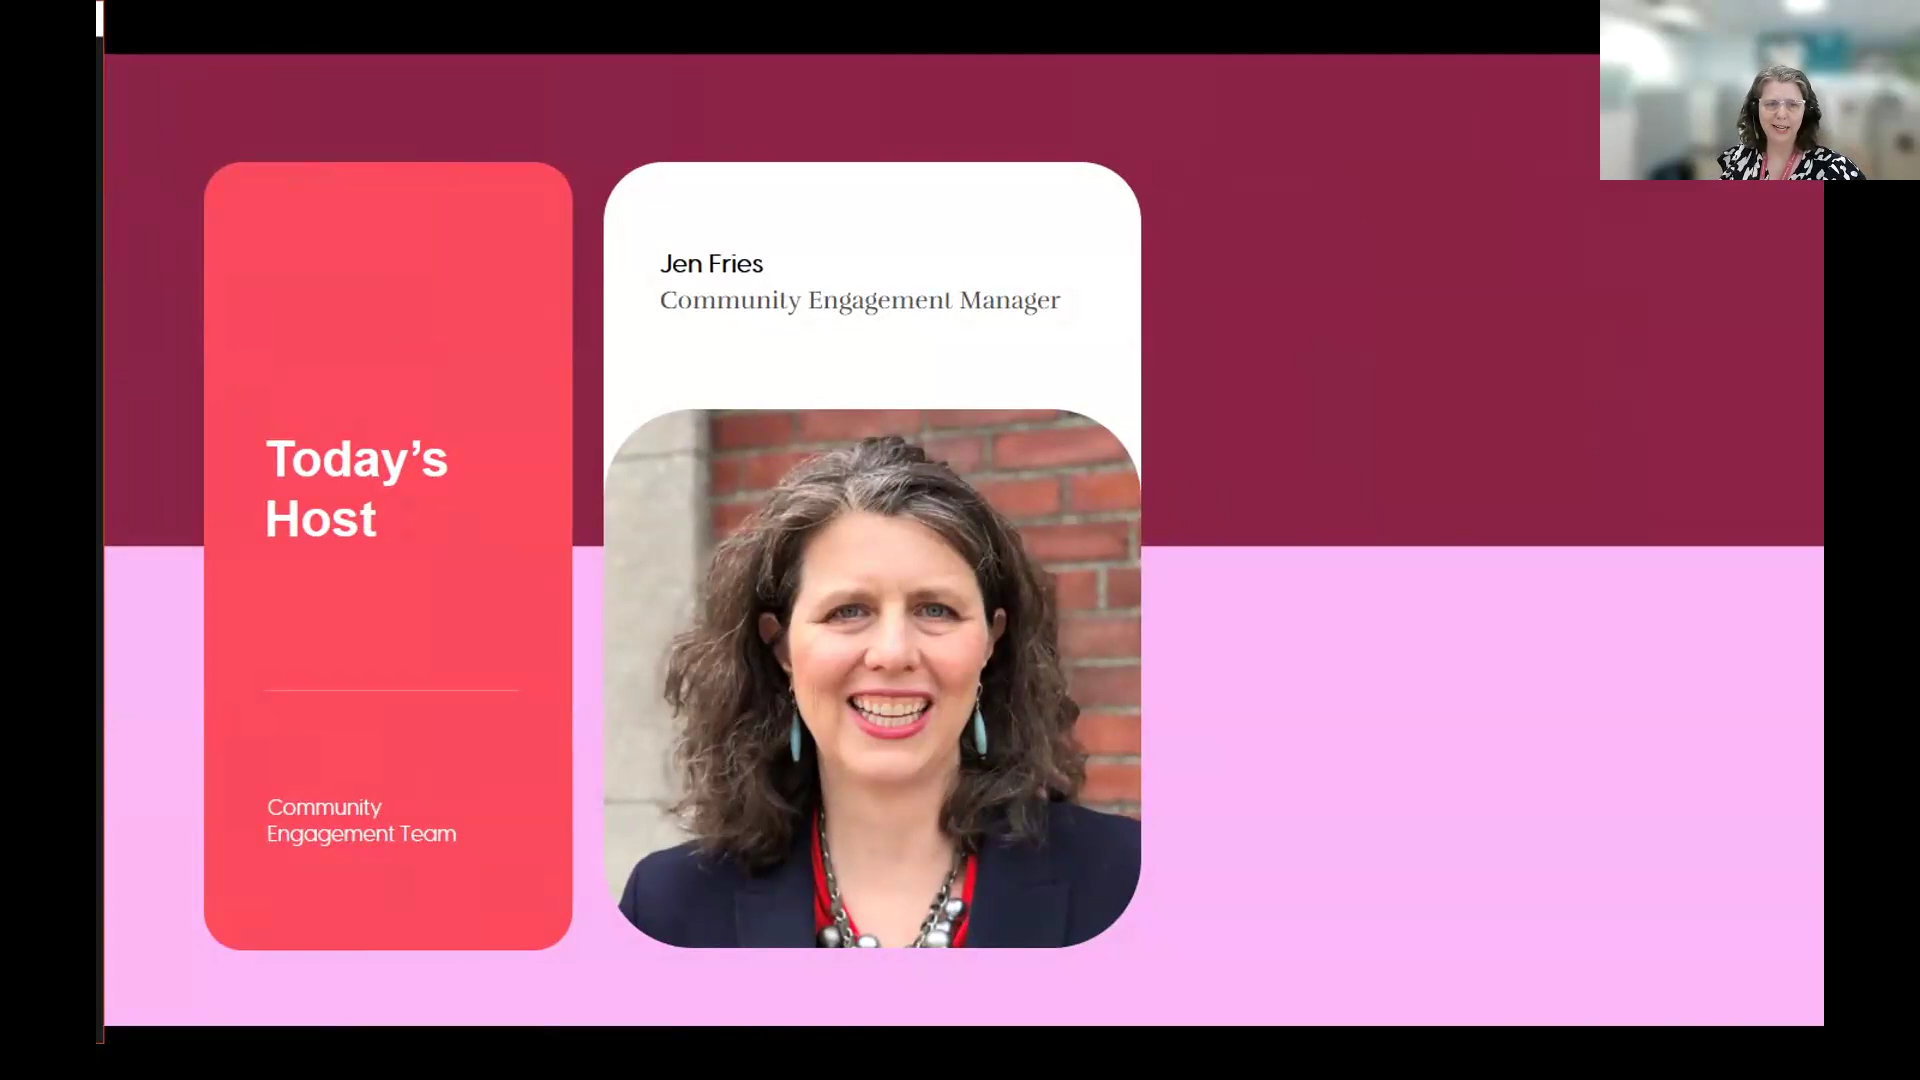 Today’s
Host
Community
Engagement Team
Jen Fries
Community Engagement Manager